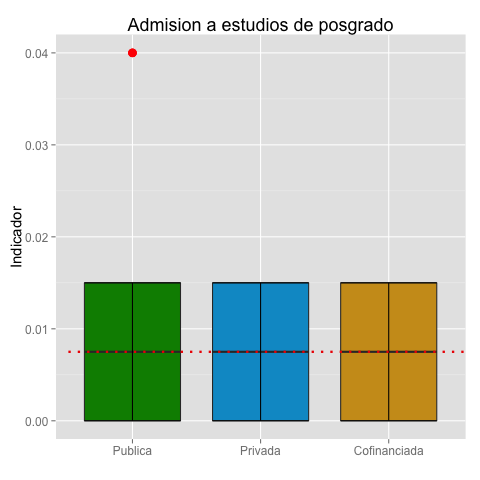 Admision a estudios de posgrado
Indicador
0.04
0.03
0.02
0.01
0.00
Publica
Privada
Cofinanciada